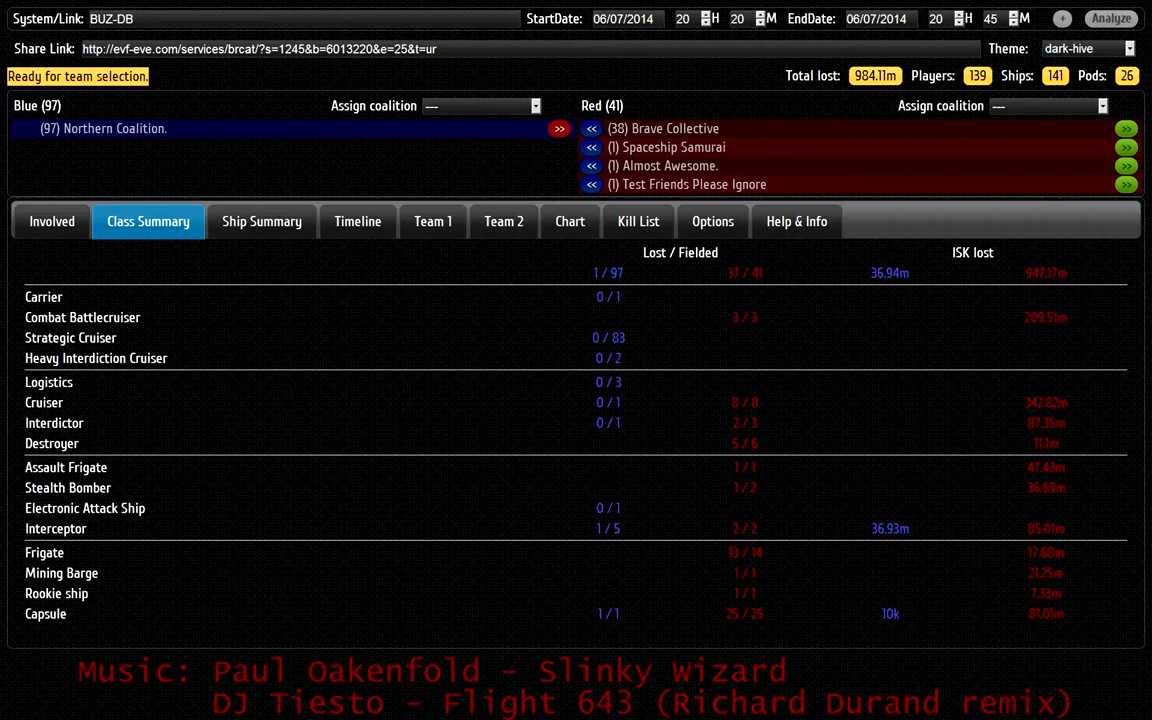 System/Link: BUZ-DB StartDate: 06/07/2014 20 H 20 M EndDate: 06/07/2014 20 H 45 M + Analyze
Share Link: http://evf-eve.com/services/brcat/?s=1245&b=6013220&e=25&t=ur Theme: dark-hive
Ready for team selection. Total lost: 984.11m Players: 139 Ships: 141 Pods: 26
Blue (97) Assign coalition --- Red (41) Assign coalition ---
(97) Northern Coalition. >> << (38) Brave Collective >>
<< (1) Spaceship Samurai >>
<< (1) Almost Awesome. >>
<< (1) Test Friends Please Ignore >>
Involved Class Summary Ship Summary Timeline Team 1 Team 2 Chart Kill List Options Help & Info
Lost / Fielded ISK lost
1 / 97 37 / 41 36.94m 947.17m
Carrier 0 / 1
Combat Battlecruiser 3 / 3 209.51m
Strategic Cruiser 0 / 83
Heavy Interdiction Cruiser 0 / 2
Logistics 0 / 3
Cruiser 0 / 1 8 / 8 342.82m
Interdictor 0 / 1 2 / 3 87.35m
Destroyer 5 / 6 11.1m
Assault Frigate 1 / 1 47.43m
Stealth Bomber 1 / 2 36.69m
Electronic Attack Ship 0 / 1
Interceptor 1 / 5 2 / 2 36.93m 85.01m
Frigate 13 / 14 17.68m
Mining Barge 1 / 1 21.25m
Rookie ship 1 / 1 7.33m
Capsule 1 / 1 25 / 25 10k 81.01m
Music: Paul Oakenfold - Slinky Wizard
DJ Tiesto - Flight 643 (Richard Durand remix)